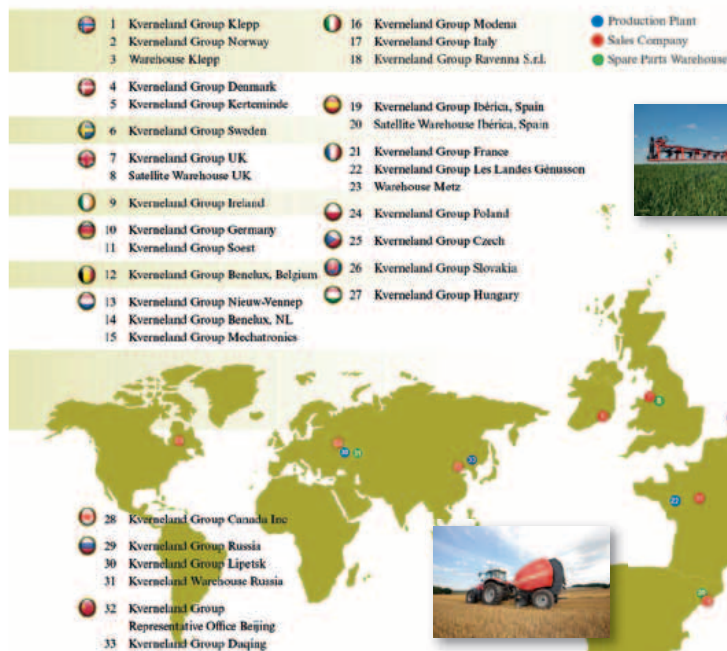 1 Kverneland Group Klepp
2 Kverneland Group Norway
3 Warehouse Klepp
4 Kverneland Group Denmark
5 Kverneland Group Kerteminde
6 Kverneland Group Sweden
7 Kverneland Group UK
8 Satellite Warehouse UK
9 Kverneland Group Ireland
10 Kverneland Group Germany
11 Kverneland Group Soest
12 Kverneland Group Benelux, Belgium
13 Kverneland Group Nieuw-Vennep
14 Kverneland Group Benelux, NL
15 Kverneland Group Mechatronics
16 Kverneland Group Modena
17 Kverneland Group Italy
18 Kverneland Group Ravenna S.r.l.
19 Kverneland Group Ibérica, Spain
20 Satellite Warehouse Ibérica, Spain
21 Kverneland Group France
22 Kverneland Group Les Landes Génusson
23 Warehouse Metz
24 Kverneland Group Poland
25 Kverneland Group Czech
26 Kverneland Group Slovakia
27 Kverneland Group Hungary
Production Plant
Sales Company
Spare Parts Warehouse
30
33
8
22
28 Kverneland Group Canada Inc
29 Kverneland Group Russia
30 Kverneland Group Lipetsk
31 Kverneland Warehouse Russia
32 Kverneland Group
Representative Office Beijing
33 Kverneland Group Daqing